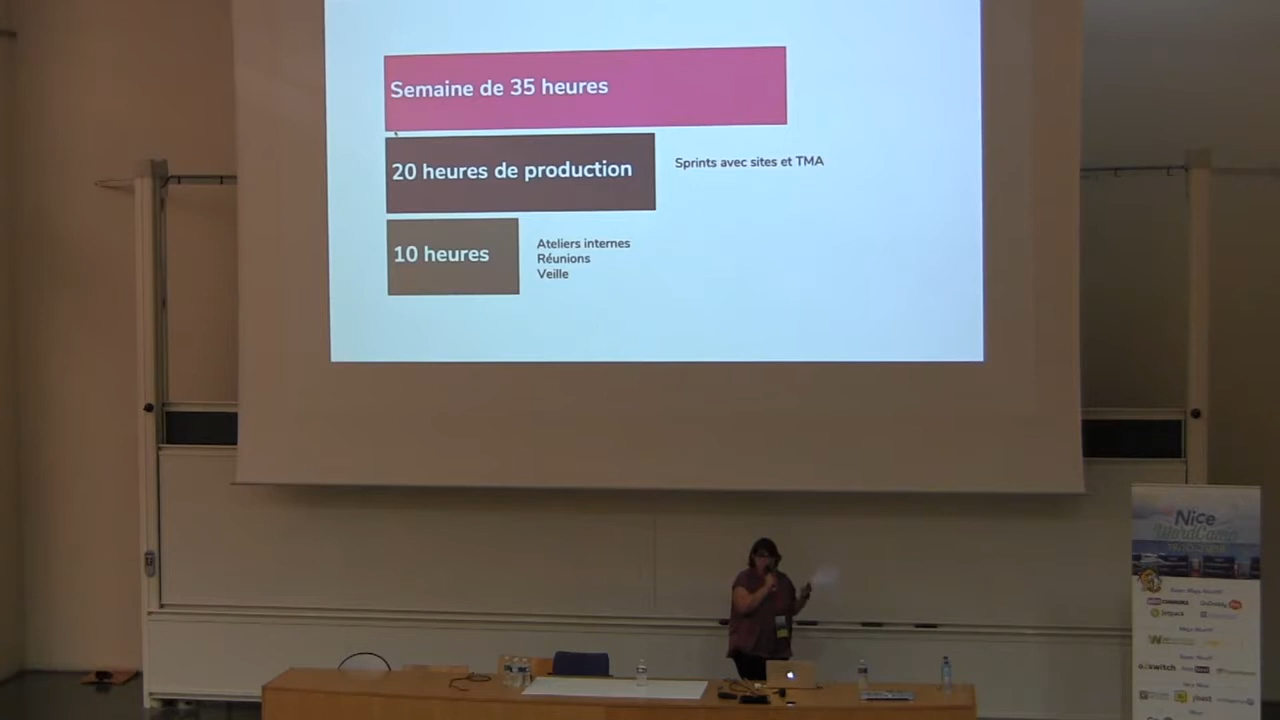 Semaine de 35 heures
20 heures de production
Sprints avec sites et TMA
10 heures
Ateliers internes
Réunions
Veille
Nice
WordCamp
Jetpack